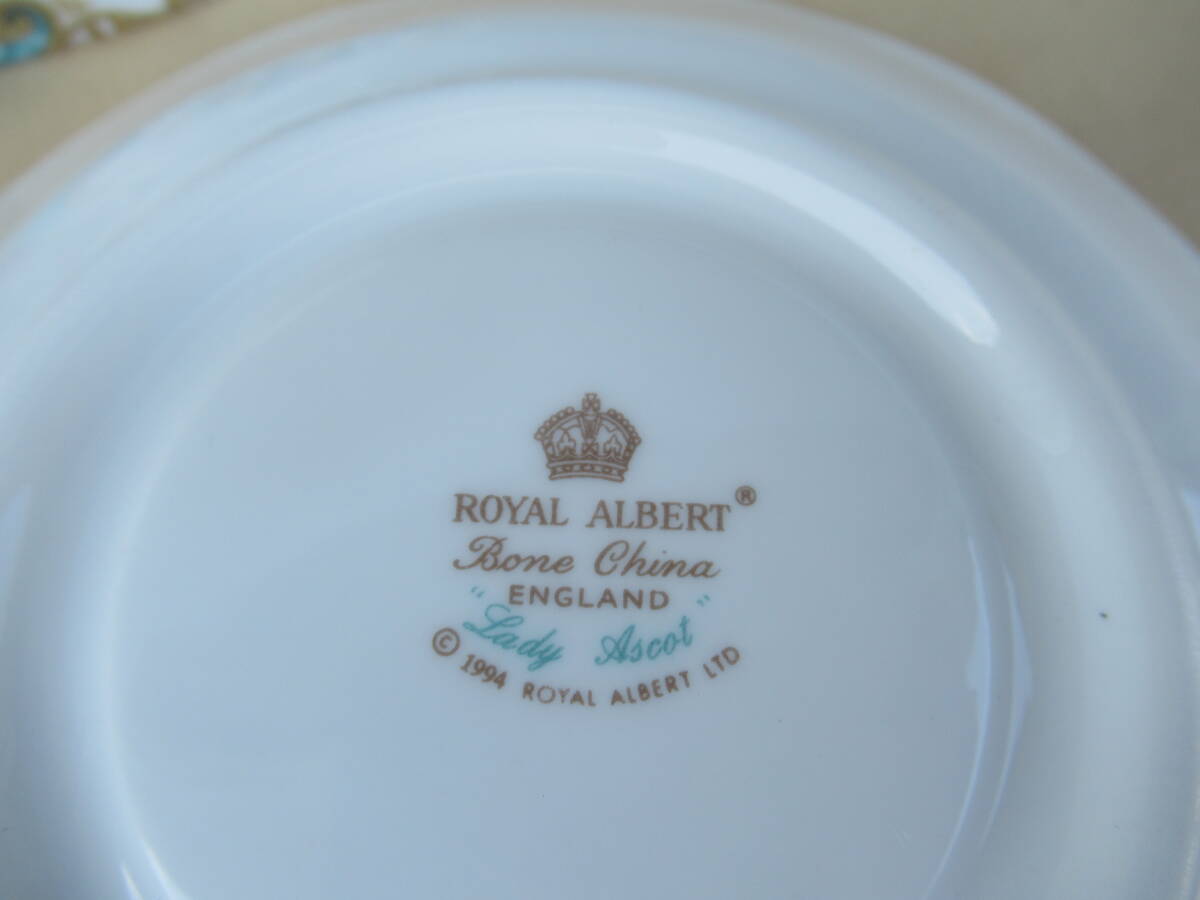 ROYAL ALBERT®
Bone China
ENGLAND
"Lady Ascot"
© 1994 ROYAL ALBERT LTD